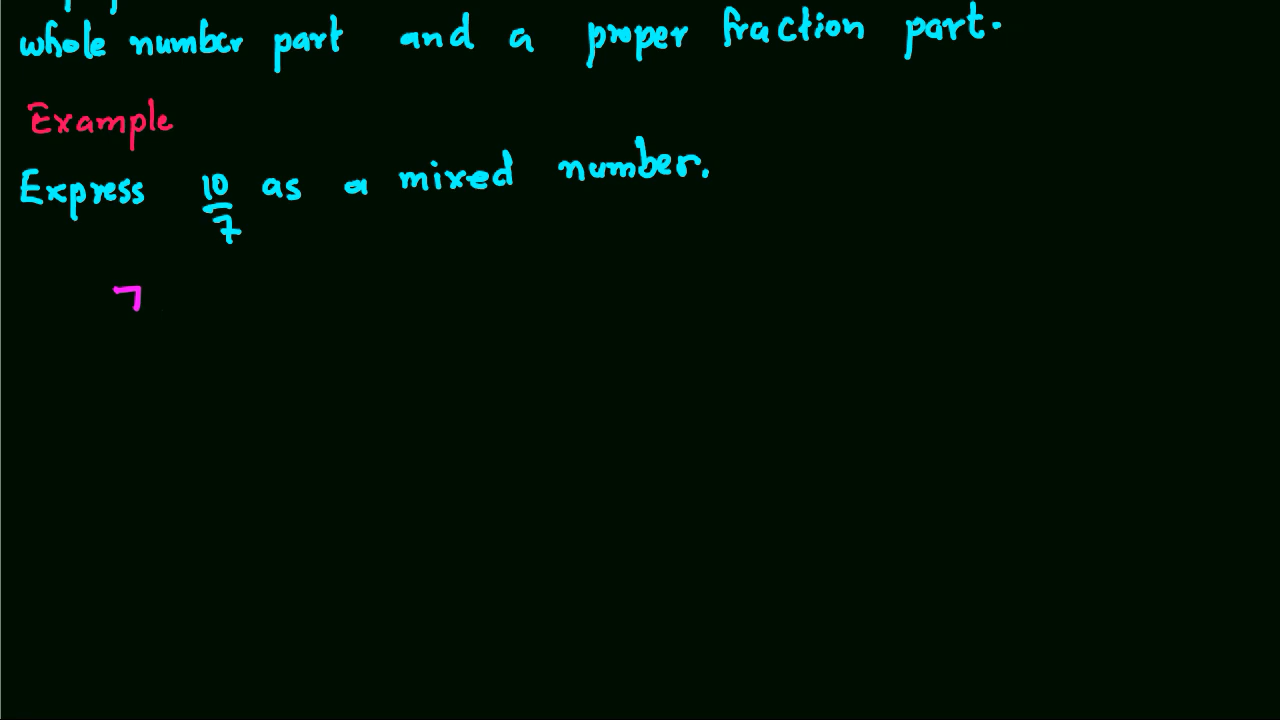 whole number part and a proper fraction part.
Example
Express 10/7 as a mixed number.
7